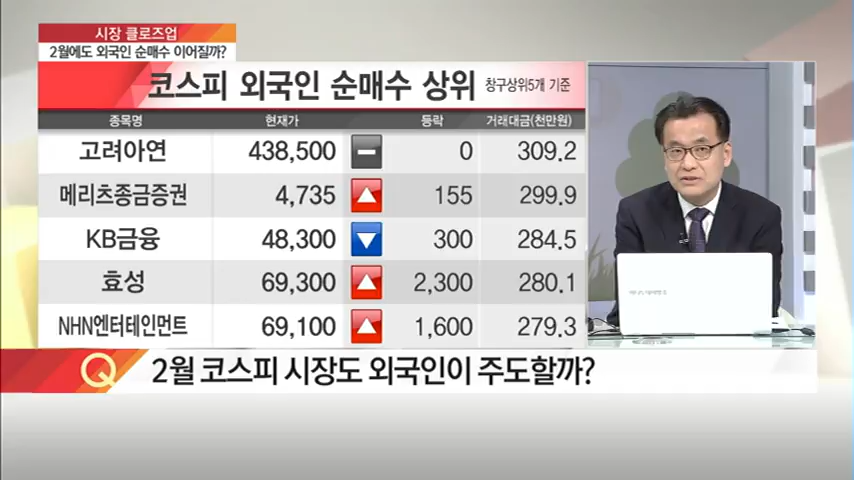 시장 클로즈업
2월에도 외국인 순매수 이어질까?
코스피 외국인 순매수 상위 창구상위5개 기준
종목명 현재가 등락 거래대금(천만원)
고려아연 438,500 0 309.2
메리츠종금증권 4,735 155 299.9
KB금융 48,300 300 284.5
효성 69,300 2,300 280.1
NHN엔터테인먼트 69,100 1,600 279.3
Q 2월 코스피 시장도 외국인이 주도할까?